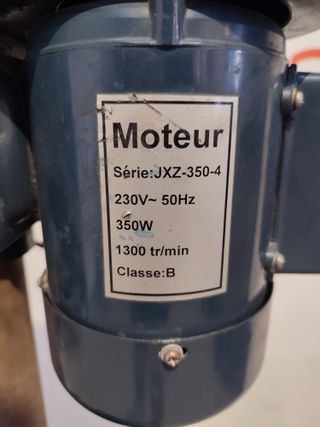 Moteur
Série:JXZ-350-4
230V~ 50Hz
350W
1300 tr/min
Classe:B